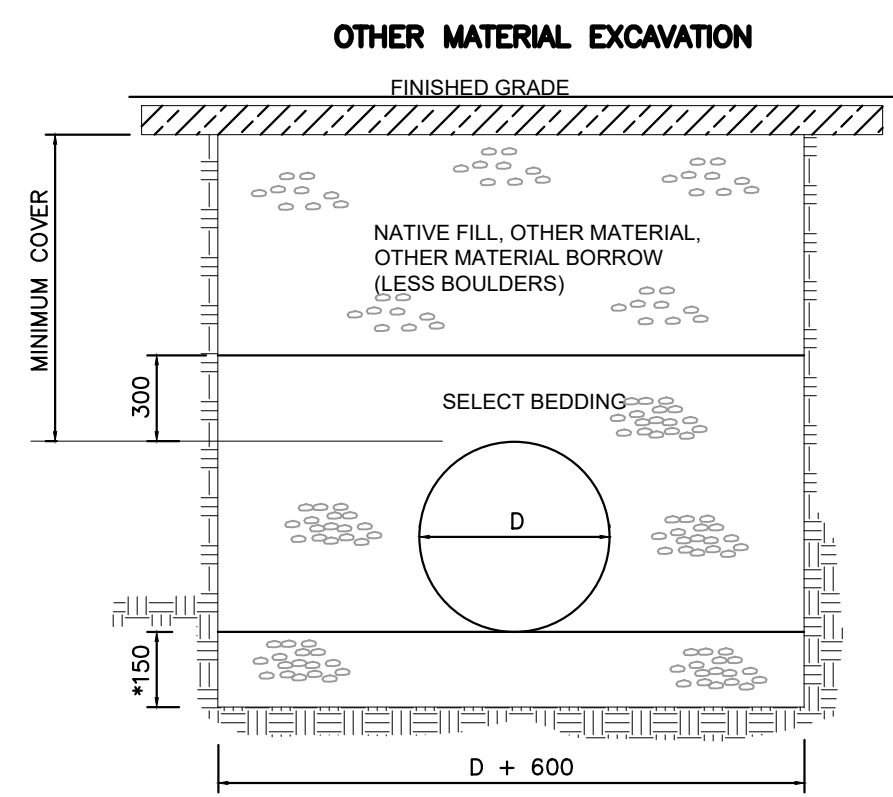 OTHER MATERIAL EXCAVATION
FINISHED GRADE
MINIMUM COVER
NATIVE FILL, OTHER MATERIAL,
OTHER MATERIAL BORROW
(LESS BOULDERS)
300
SELECT BEDDING
D
*150
D + 600